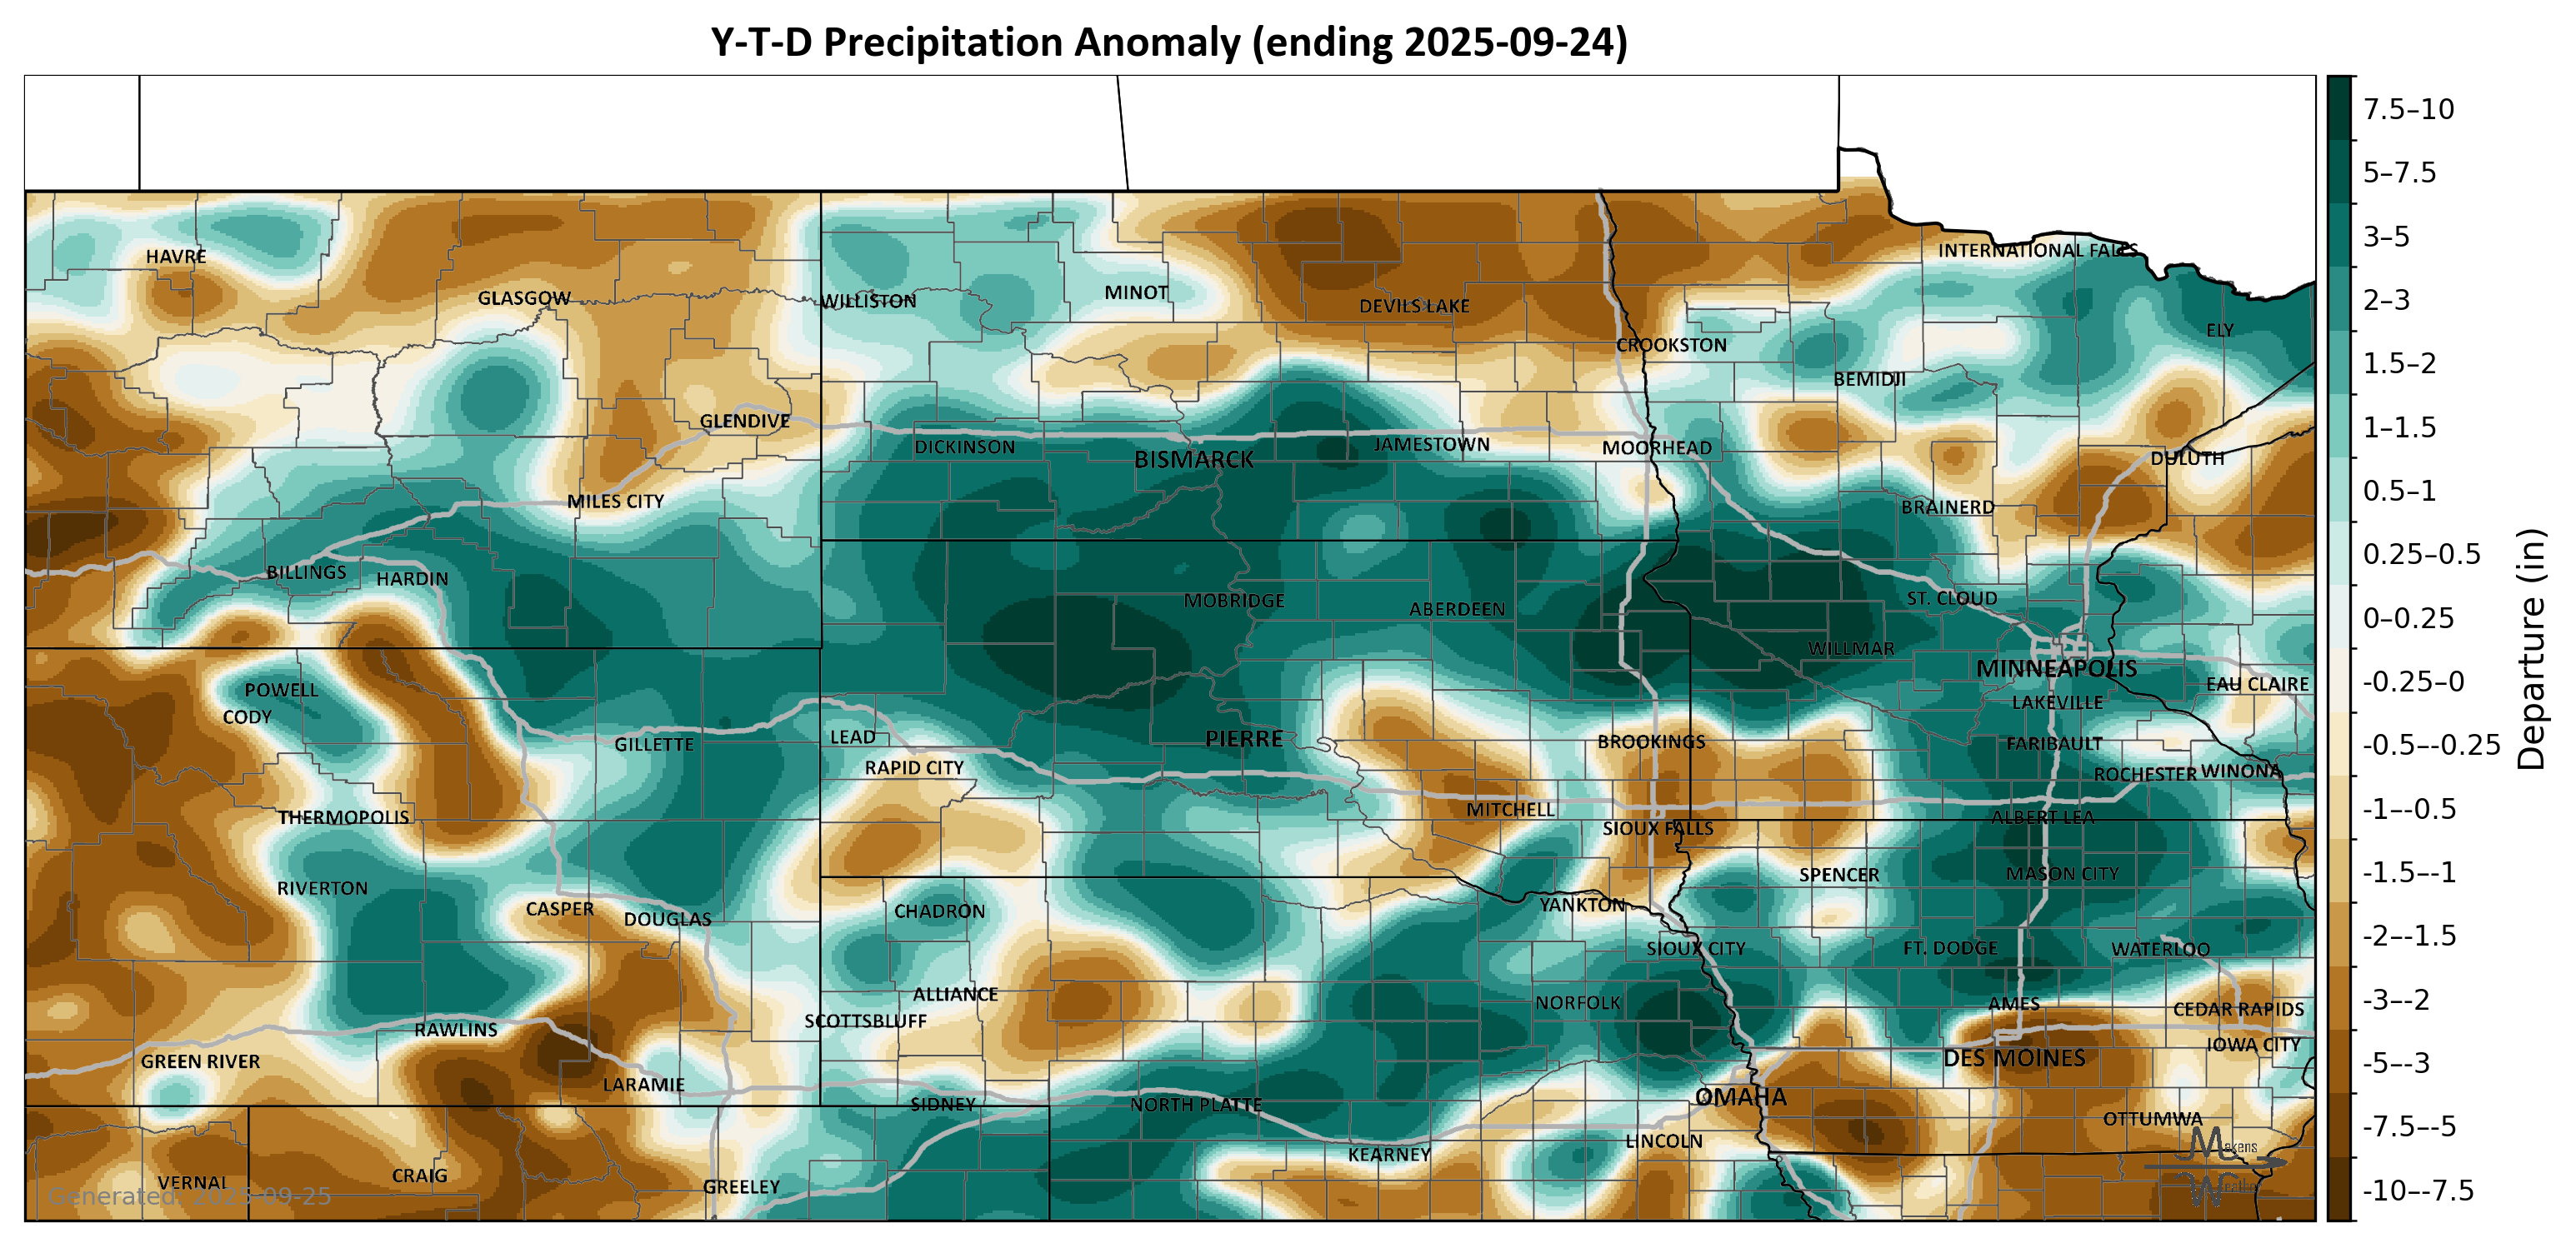 Y-T-D Precipitation Anomaly (ending 2025-09-24)
7.5–10
5–7.5
3–5
2–3
1.5–2
1–1.5
0.5–1
0.25–0.5
0–0.25
-0.25–0
-0.5–-0.25
-1–-0.5
-1.5–-1
-2–-1.5
-3–-2
-5–-3
-7.5–-5
-10–-7.5
Departure (in)
HAVRE
INTERNATIONAL FALLS
GLASGOW
WILLISTON
MINOT
DEVILS LAKE
ELY
CROOKSTON
BEMIDJI
GLENDIVE
DICKINSON
BISMARCK
JAMESTOWN
MOORHEAD
DULUTH
MILES CITY
BRAINERD
BILLINGS
HARDIN
MOBRIDGE
ABERDEEN
ST. CLOUD
WILLMAR
MINNEAPOLIS
POWELL
EAU CLAIRE
CODY
LAKEVILLE
GILLETTE
LEAD
PIERRE
BROOKINGS
FARIBAULT
RAPID CITY
ROCHESTER
WINONA
THERMOPOLIS
MITCHELL
SIOUX FALLS
ALBERT LEA
RIVERTON
SPENCER
MASON CITY
CASPER
DOUGLAS
CHADRON
YANKTON
SIOUX CITY
FT. DODGE
WATERLOO
ALLIANCE
NORFOLK
AMES
CEDAR RAPIDS
SCOTTSBLUFF
RAWLINS
IOWA CITY
GREEN RIVER
DES MOINES
LARAMIE
OMAHA
SIDNEY
NORTH PLATTE
OTTUMWA
LINCOLN
KEARNEY
VERNAL
CRAIG
GREELEY
Generated: 2025-09-25
Makens
Weather